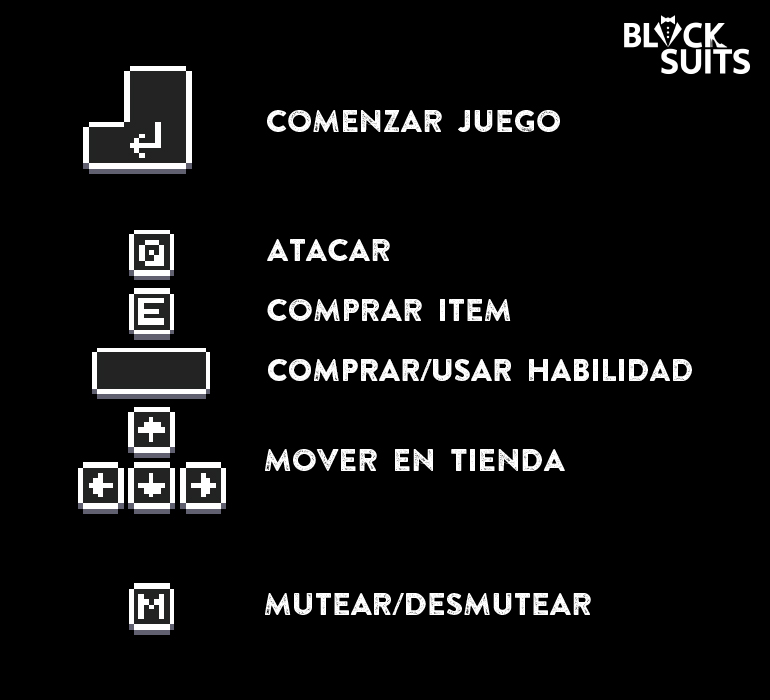 BLACK
SUITS
COMENZAR JUEGO
Q
ATACAR
E
COMPRAR ITEM
COMPRAR/USAR HABILIDAD
MOVER EN TIENDA
M
MUTEAR/DESMUTEAR